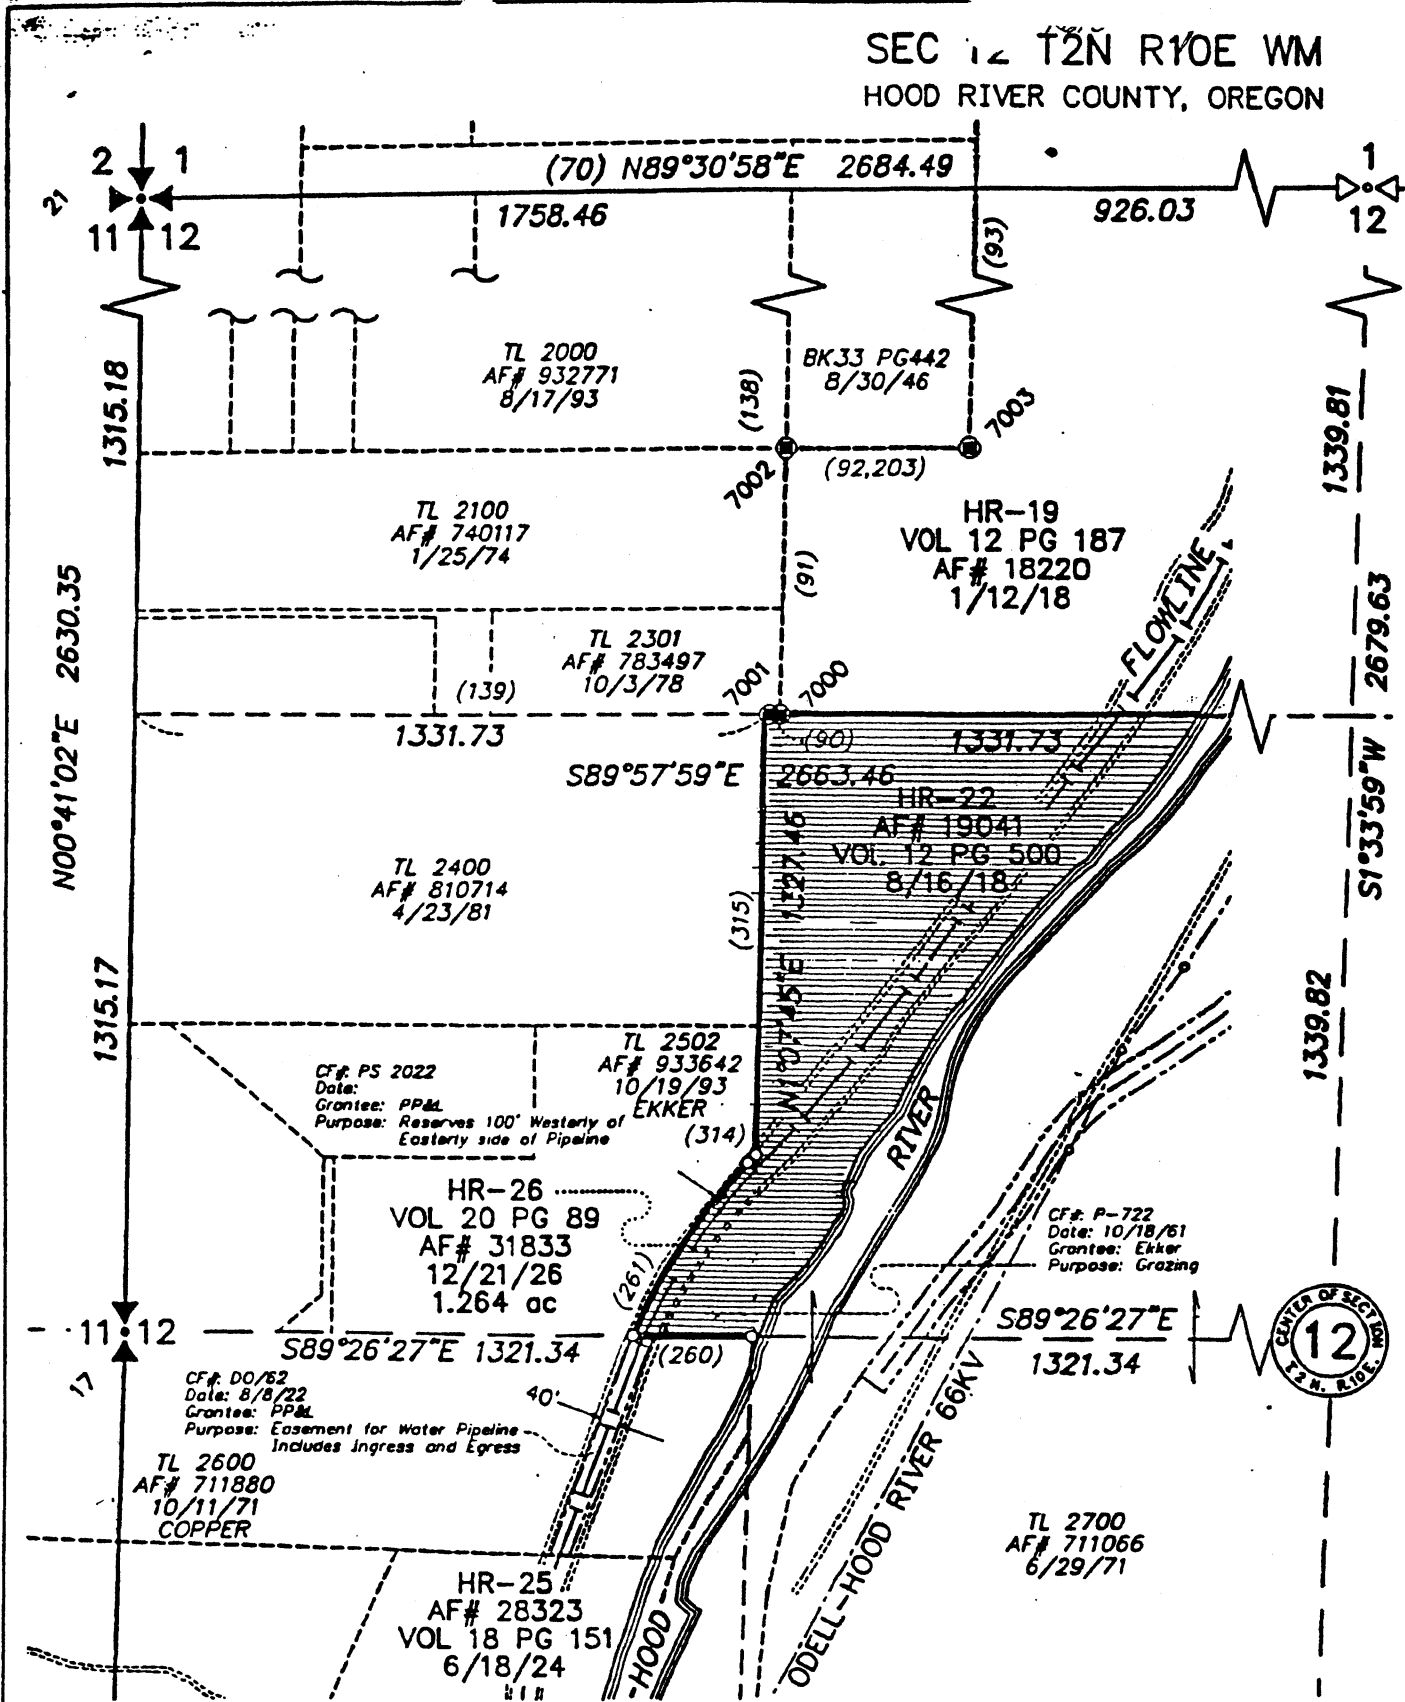 SEC 12 T2N R10E WM
HOOD RIVER COUNTY, OREGON
2 1
11 12
21
(70) N89°30'58"E 2684.49
1758.46
926.03
1
12
(93)
1315.18
TL 2000
AF# 932771
8/17/93
(138)
BK33 PG442
8/30/46
7003
7002
(92,203)
1339.81
TL 2100
AF# 740117
1/25/74
(91)
HR-19
VOL 12 PG 187
AF# 18220
1/12/18
FLOWLINE
N00°41'02"E 2630.35
S1°33'59"W 2679.63
TL 2301
AF# 783497
10/3/78
(139)
7001
7000
1331.73
(90)
1331.73
S89°57'59"E 2663.46
HR-22
AF# 19041
VOL. 12 PG 500
8/16/18
N1°07'45"E 1327.46
(315)
TL 2400
AF# 810714
4/23/81
1315.17
1339.82
TL 2502
AF# 933642
10/19/93
EKKER
CF#: PS 2022
Date:
Grantee: PP&L
Purpose: Reserves 100' Westerly of
Easterly side of Pipeline
(314)
RIVER
HR-26
VOL 20 PG 89
AF# 31833
12/21/26
1.264 ac
(261)
CF#: P-722
Date: 10/18/61
Grantee: Ekker
Purpose: Grazing
11 12
S89°26'27"E 1321.34
(260)
S89°26'27"E
1321.34
CENTER OF SECTION
12
T.2 N. R.10E.
17
CF#: DO/62
Date: 8/8/22
Grantee: PP&L
Purpose: Easement for Water Pipeline
Includes Ingress and Egress
40'
TL 2600
AF# 711880
10/11/71
COPPER
ODELL-HOOD RIVER 66KV
TL 2700
AF# 711066
6/29/71
HR-25
AF# 28323
VOL 18 PG 151
6/18/24
HOOD